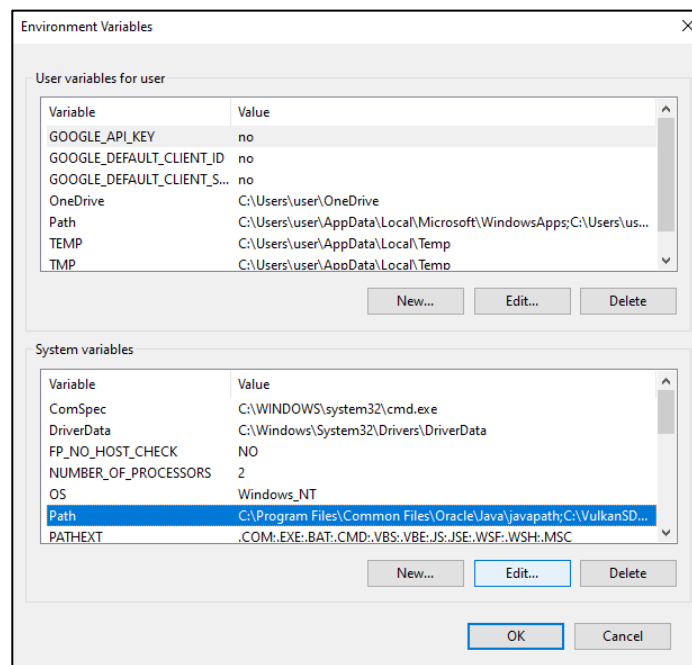 Environment Variables
User variables for user
Variable Value
GOOGLE_API_KEY no
GOOGLE_DEFAULT_CLIENT_ID no
GOOGLE_DEFAULT_CLIENT_S... no
OneDrive C:\Users\user\OneDrive
Path C:\Users\user\AppData\Local\Microsoft\WindowsApps;C:\Users\us...
TEMP C:\Users\user\AppData\Local\Temp
TMP C:\Users\user\AppData\Local\Temp
New... Edit... Delete
System variables
Variable Value
ComSpec C:\WINDOWS\system32\cmd.exe
DriverData C:\Windows\System32\Drivers\DriverData
FP_NO_HOST_CHECK NO
NUMBER_OF_PROCESSORS 2
OS Windows_NT
Path C:\Program Files\Common Files\Oracle\Java\javapath;C:\VulkanSD...
PATHEXT .COM;.EXE;.BAT;.CMD;.VBS;.VBE;.JS;.JSE;.WSF;.WSH;.MSC
New... Edit... Delete
OK Cancel